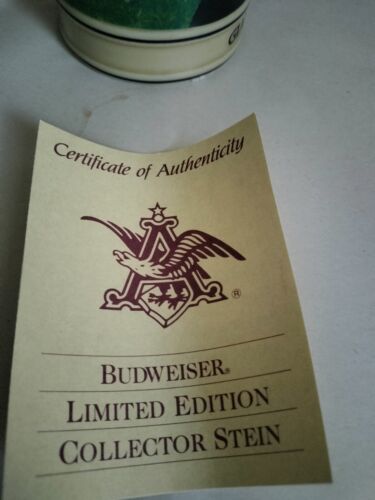 Certificate of Authenticity
A
®
BUDWEISER®
LIMITED EDITION
COLLECTOR STEIN